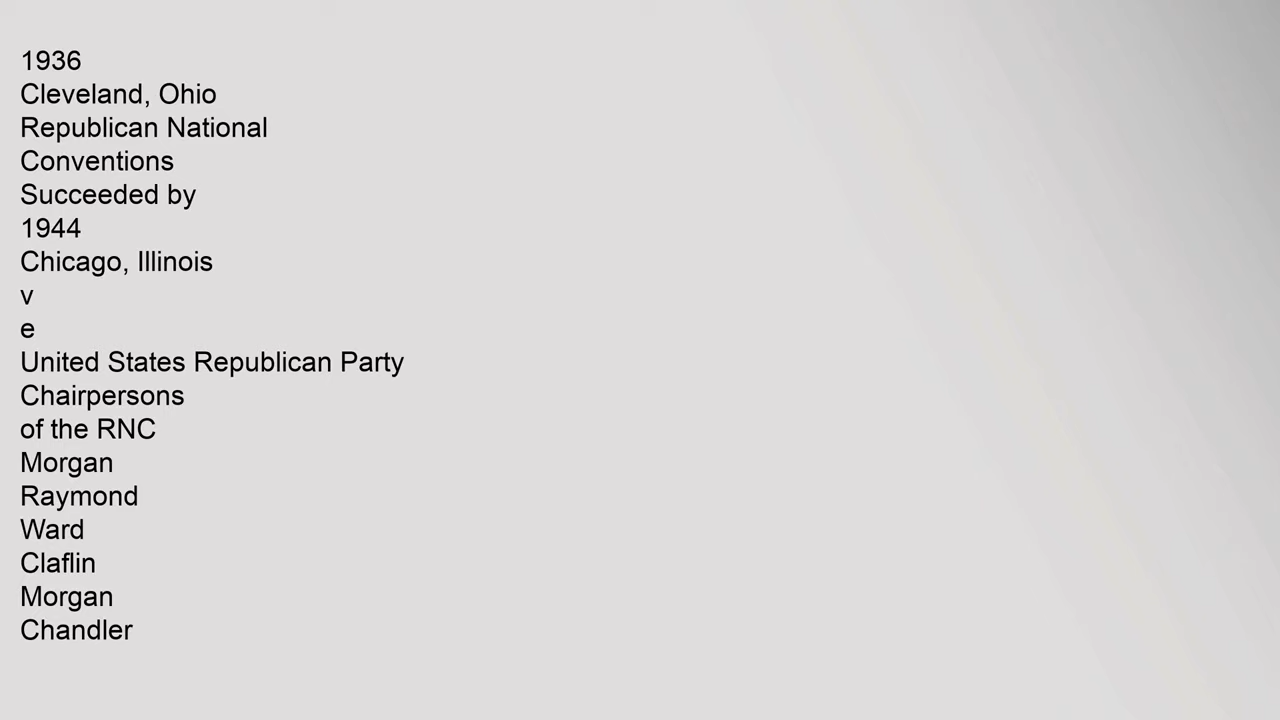 1936
Cleveland, Ohio
Republican National
Conventions
Succeeded by
1944
Chicago, Illinois
v
e
United States Republican Party
Chairpersons
of the RNC
Morgan
Raymond
Ward
Claflin
Morgan
Chandler